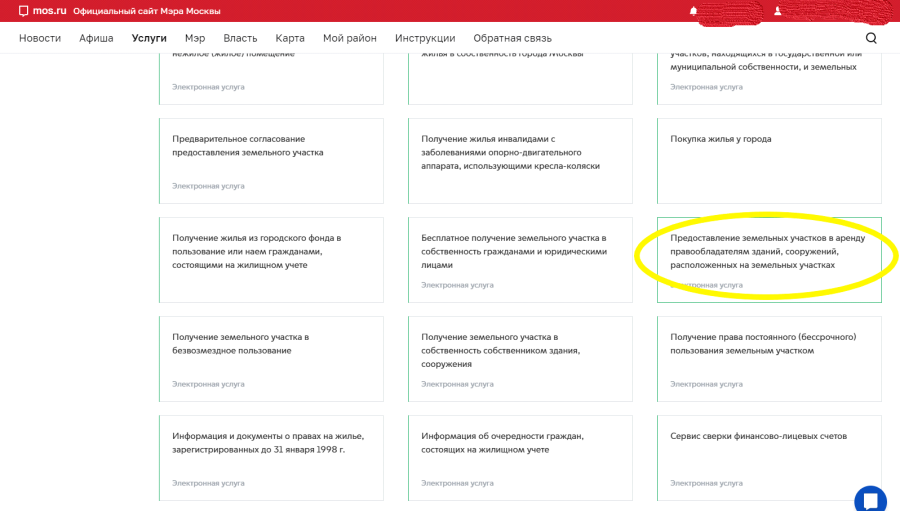 mos.ru Официальный сайт Мэра Москвы
Новости Афиша Услуги Мэр Власть Карта Мой район Инструкции Обратная связь
нежилое (жилое) помещение
Электронная услуга
жилья в собственность города Москвы
участков, находящихся в государственной или
муниципальной собственности, и земельных
Электронная услуга
Предварительное согласование
предоставления земельного участка
Электронная услуга
Получение жилья инвалидами с
заболеваниями опорно-двигательного
аппарата, использующими кресла-коляски
Покупка жилья у города
Получение жилья из городского фонда в
пользование или наем гражданами,
состоящими на жилищном учете
Бесплатное получение земельного участка в
собственность гражданами и юридическими
лицами
Электронная услуга
Предоставление земельных участков в аренду
правообладателям зданий, сооружений,
расположенных на земельных участках
Электронная услуга
Получение земельного участка в
безвозмездное пользование
Электронная услуга
Получение земельного участка в
собственность собственником здания,
сооружения
Электронная услуга
Получение права постоянного (бессрочного)
пользования земельным участком
Электронная услуга
Информация и документы о правах на жилье,
зарегистрированных до 31 января 1998 г.
Электронная услуга
Информация об очередности граждан,
состоящих на жилищном учете
Электронная услуга
Сервис сверки финансово-лицевых счетов
Электронная услуга